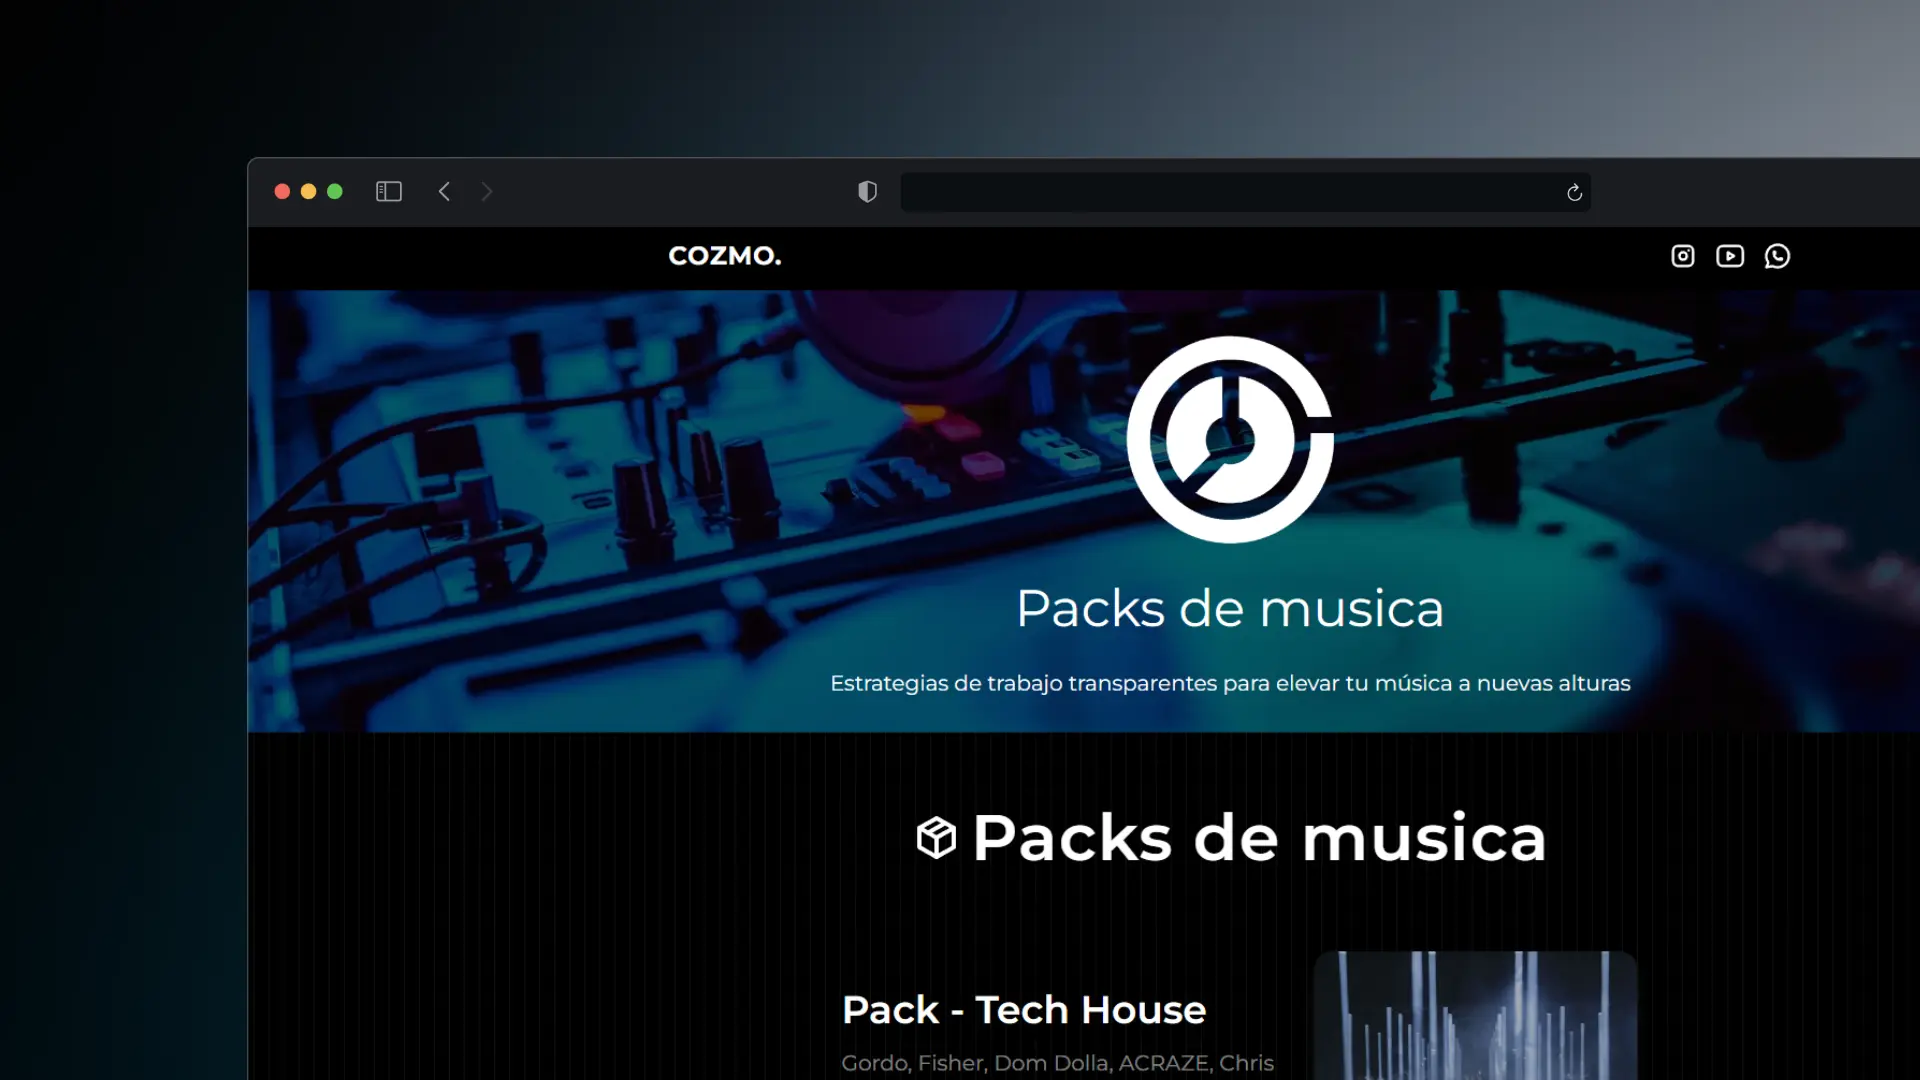 COZMO.
Packs de musica
Estrategias de trabajo transparentes para elevar tu música a nuevas alturas
Packs de musica
Pack - Tech House
Gordo, Fisher, Dom Dolla, ACRAZE, Chris